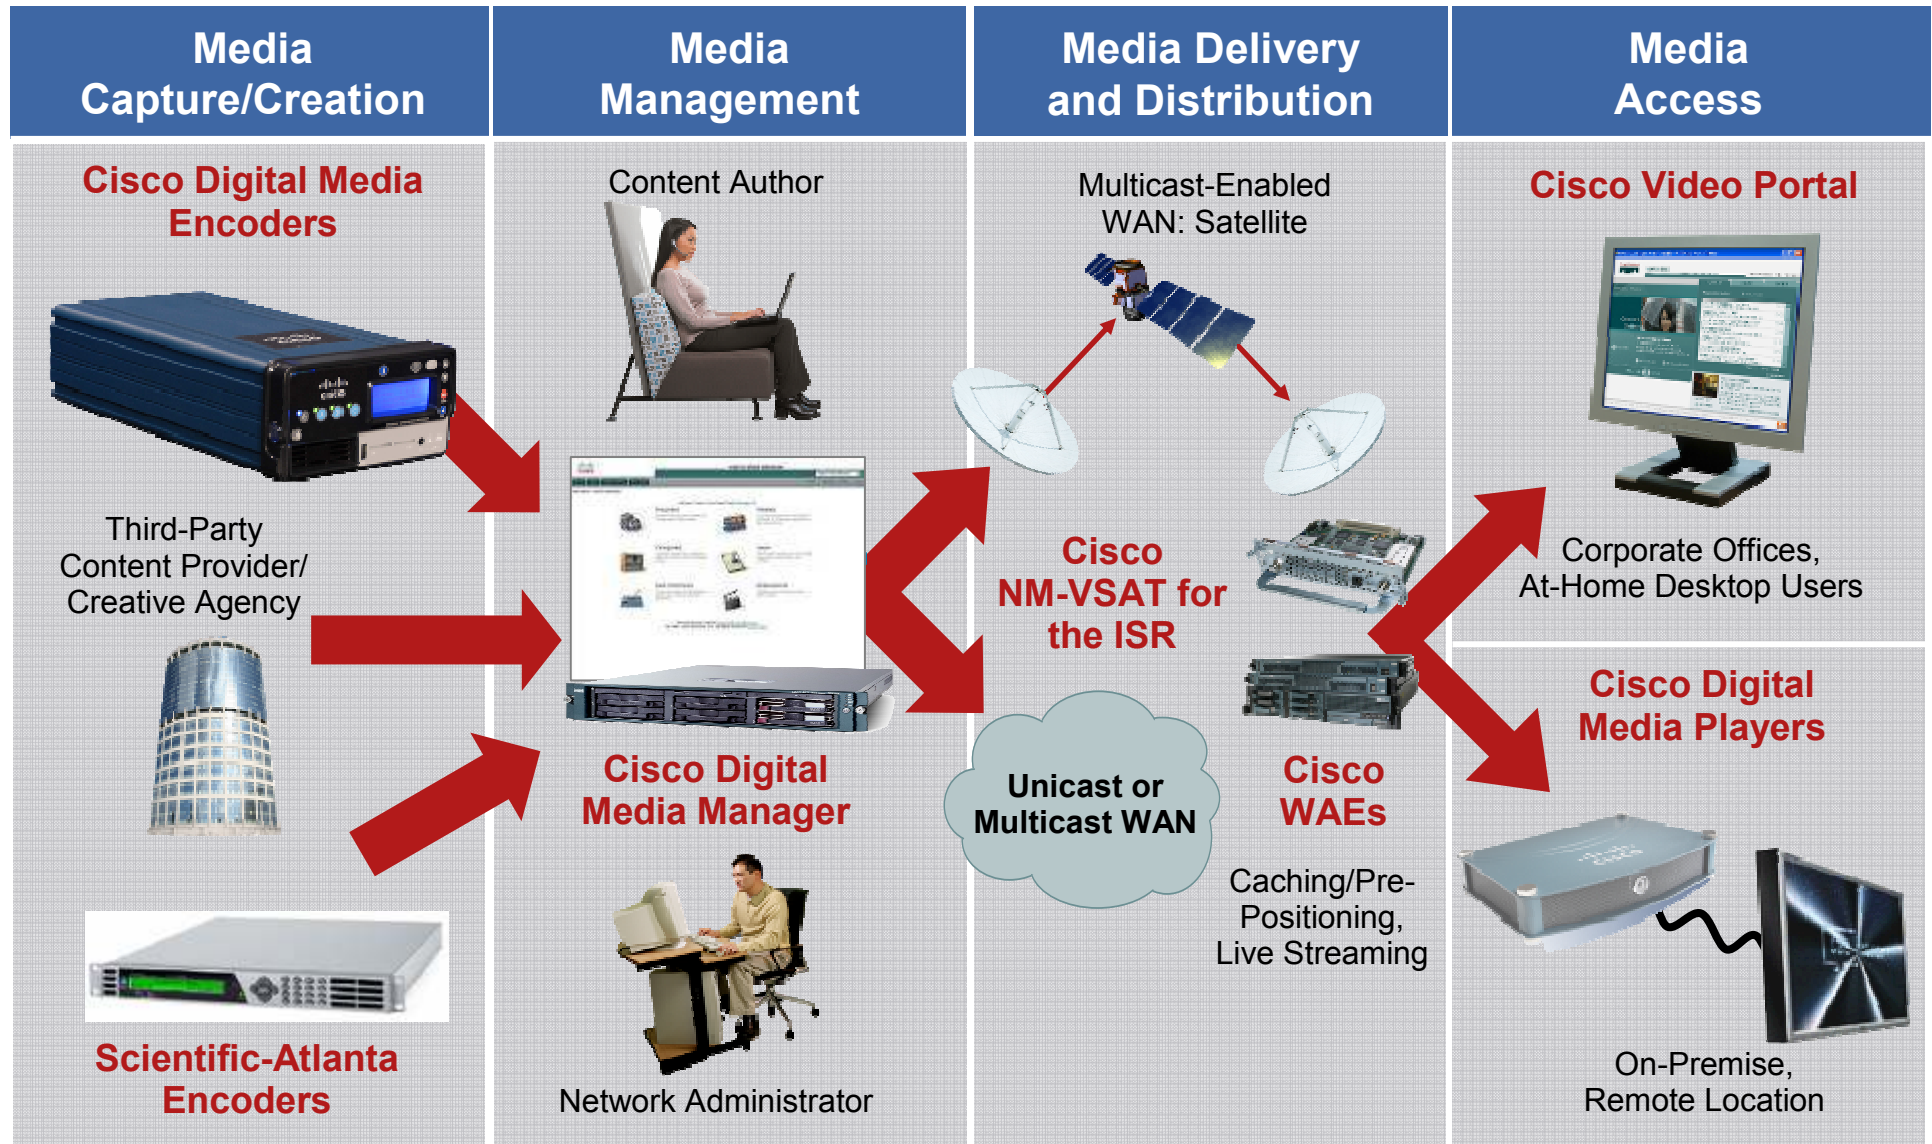 Media
Capture/Creation
Media
Management
Media Delivery
and Distribution
Media
Access
Cisco Digital Media
Encoders
Third-Party
Content Provider/
Creative Agency
Scientific-Atlanta
Encoders
Content Author
Cisco Digital
Media Manager
Network Administrator
Multicast-Enabled
WAN: Satellite
Cisco
NM-VSAT for
the ISR
Unicast or
Multicast WAN
Cisco
WAEs
Caching/Pre-
Positioning,
Live Streaming
Cisco Video Portal
Corporate Offices,
At-Home Desktop Users
Cisco Digital
Media Players
On-Premise,
Remote Location